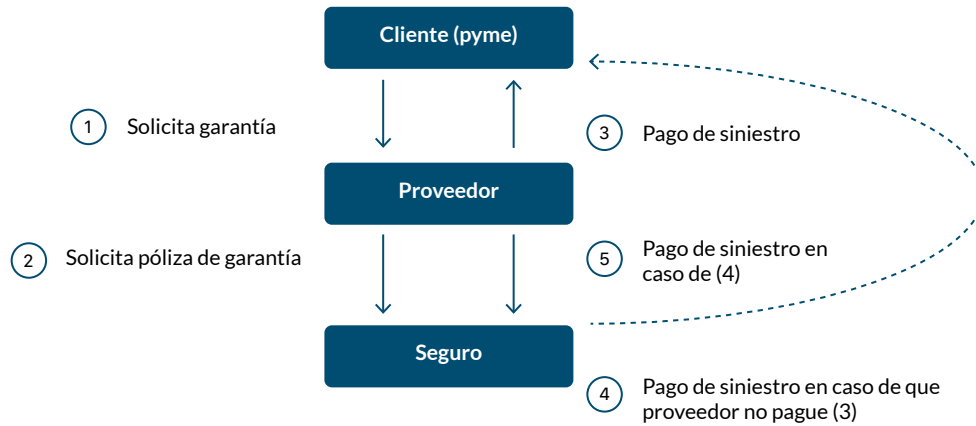 Cliente (pyme)
1
Solicita garantía
3
Pago de siniestro
Proveedor
2
Solicita póliza de garantía
5
Pago de siniestro en
caso de (4)
Seguro
4
Pago de siniestro en caso de que
proveedor no pague (3)